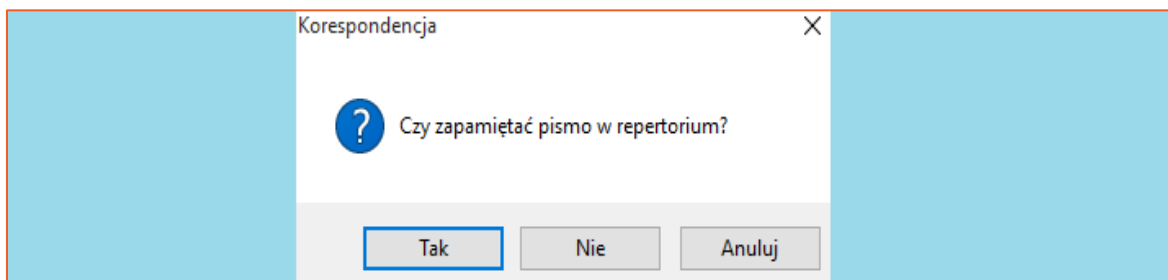 Korespondencja
Czy zapamiętać pismo w repertorium?
Tak Nie Anuluj